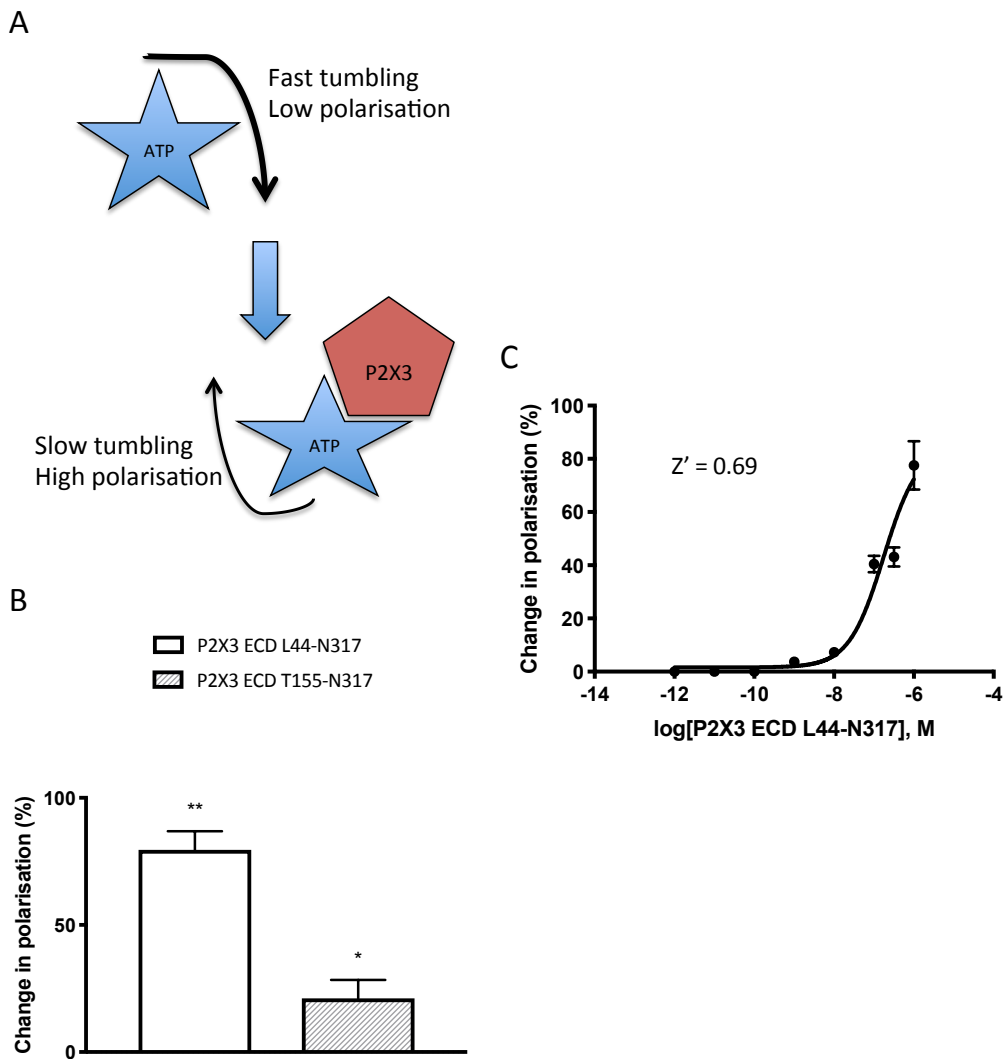 A
Fast tumbling
Low polarisation
ATP
P2X3
ATP
Slow tumbling
High polarisation
B
P2X3 ECD L44-N317
P2X3 ECD T155-N317
Change in polarisation (%)
100
50
0
**
*
C
Change in polarisation (%)
100
80
60
40
20
0
Z’ = 0.69
-14 -12 -10 -8 -6 -4
log[P2X3 ECD L44-N317], M